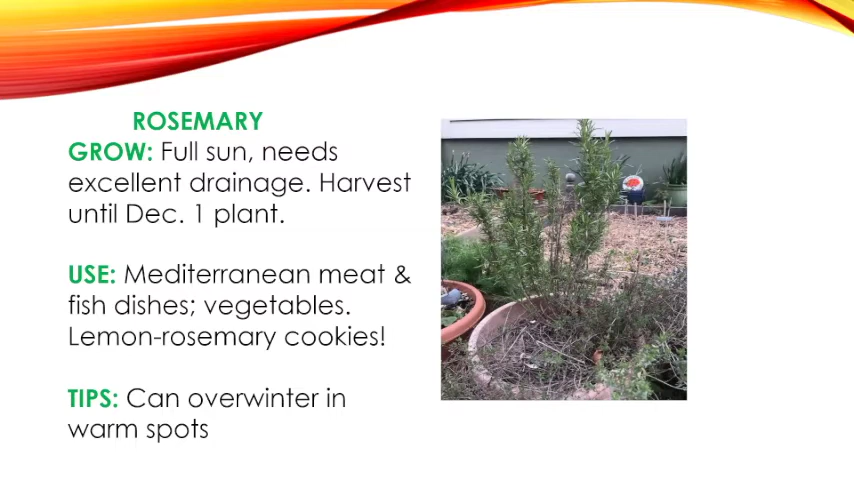 ROSEMARY
GROW: Full sun, needs
excellent drainage. Harvest
until Dec. 1 plant.
USE: Mediterranean meat &
fish dishes; vegetables.
Lemon-rosemary cookies!
TIPS: Can overwinter in
warm spots